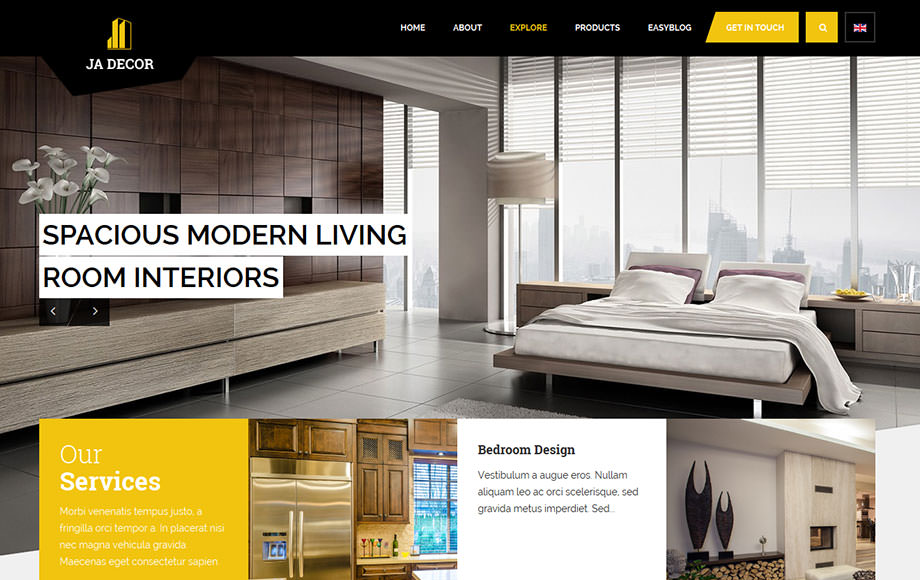 HOME ABOUT EXPLORE PRODUCTS EASYBLOG GET IN TOUCH
JA DECOR
SPACIOUS MODERN LIVING
ROOM INTERIORS
Our
Services
Morbi venenatis tempus justo, a
fringilla orci tempor a. In placerat nisi
nec magna vehicula gravida.
Maecenas eget consectetur sapien
Bedroom Design
Vestibulum a augue eros. Nullam
aliquam leo ac orci scelerisque, sed
gravida metus imperdiet. Sed...